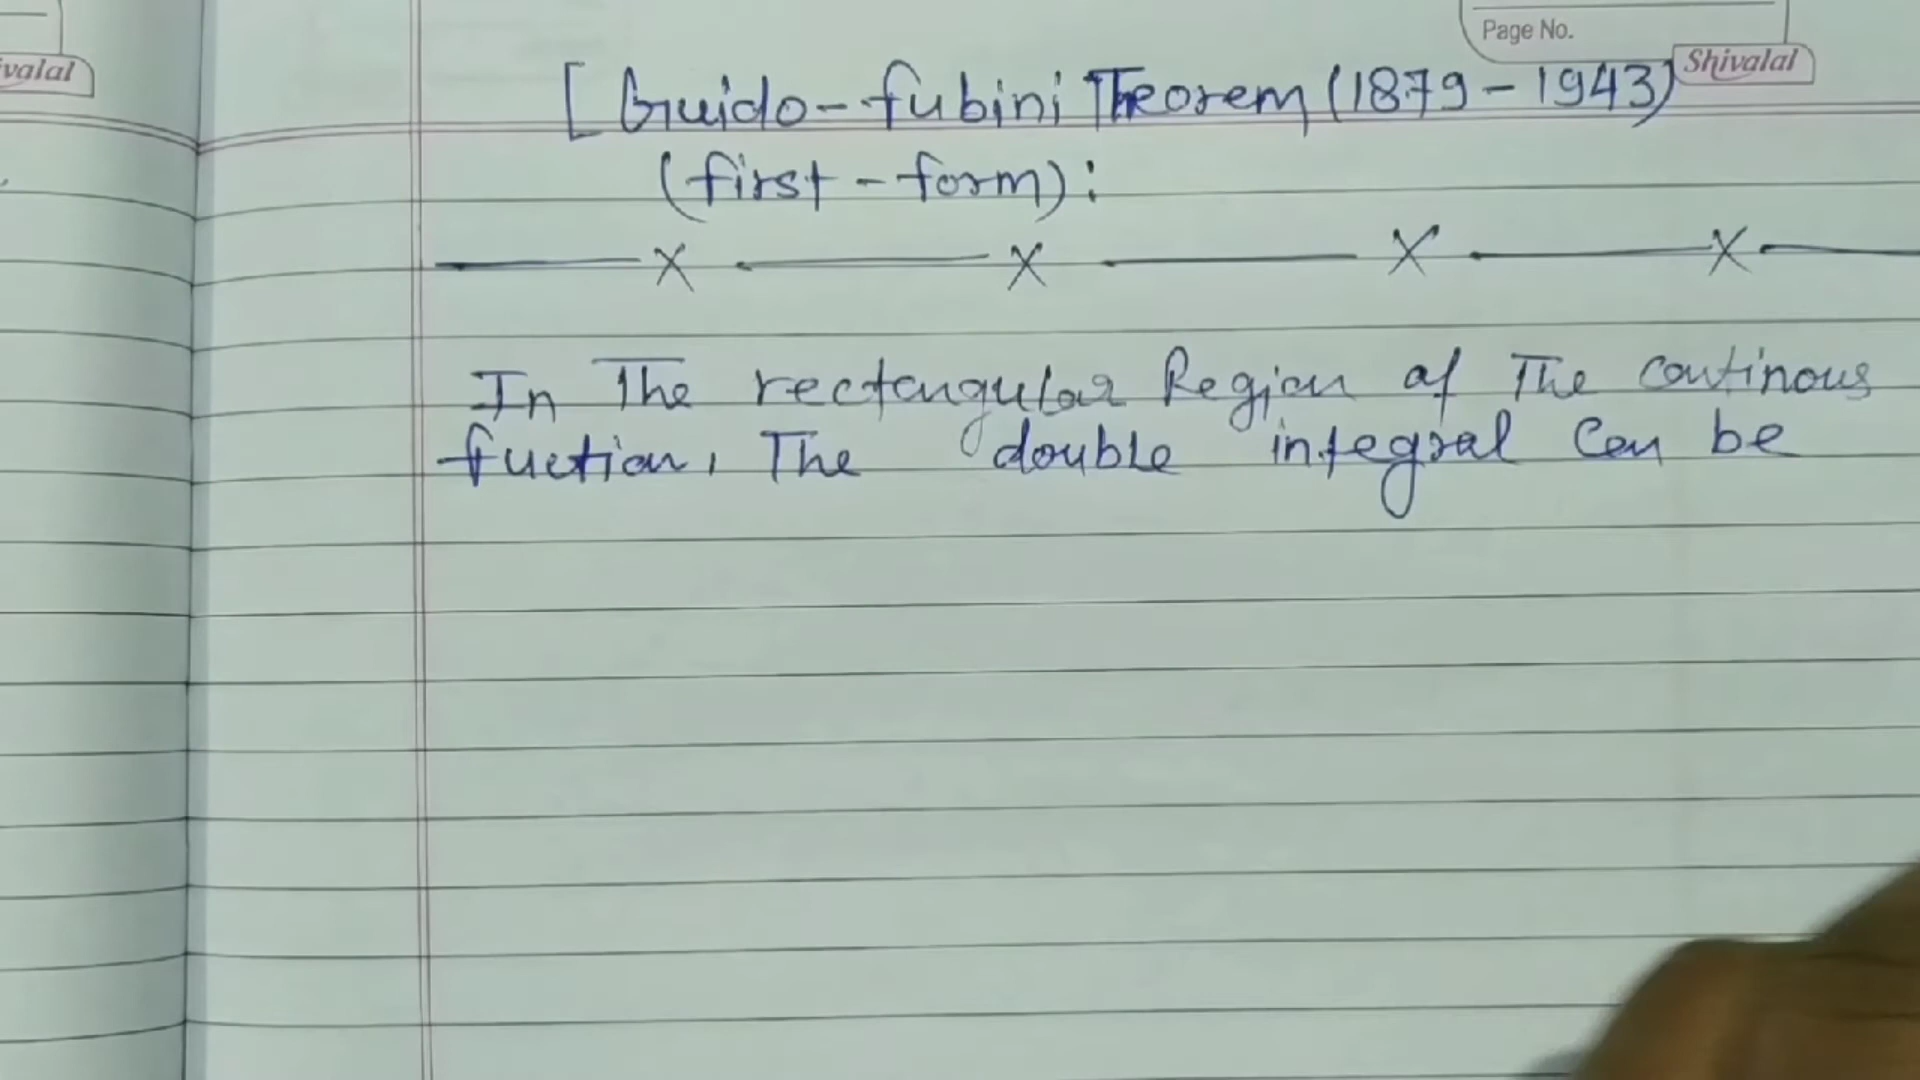 Page No.
valal
Shivalal
[ Guido-fubini Theorem (1879-1943)
(first-form):
In The rectangular Region of The continous
fuction, The double integral Can be